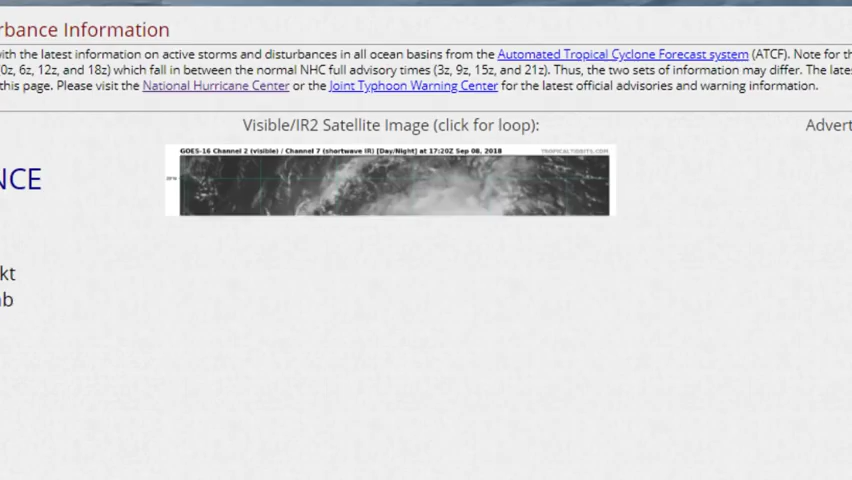 rbance Information
with the latest information on active storms and disturbances in all ocean basins from the Automated Tropical Cyclone Forecast system (ATCF). Note for th
(0z, 6z, 12z, and 18z) which fall in between the normal NHC full advisory times (3z, 9z, 15z, and 21z). Thus, the two sets of information may differ. The lates
this page. Please visit the National Hurricane Center or the Joint Typhoon Warning Center for the latest official advisories and warning information.
Visible/IR2 Satellite Image (click for loop):
Advert
GOES-16 Channel 2 (visible) / Channel 7 (shortwave IR) [Day/Night] at 17:20Z Sep 08, 2018
TROPICALTIDBITS.COM
NCE
kt
b